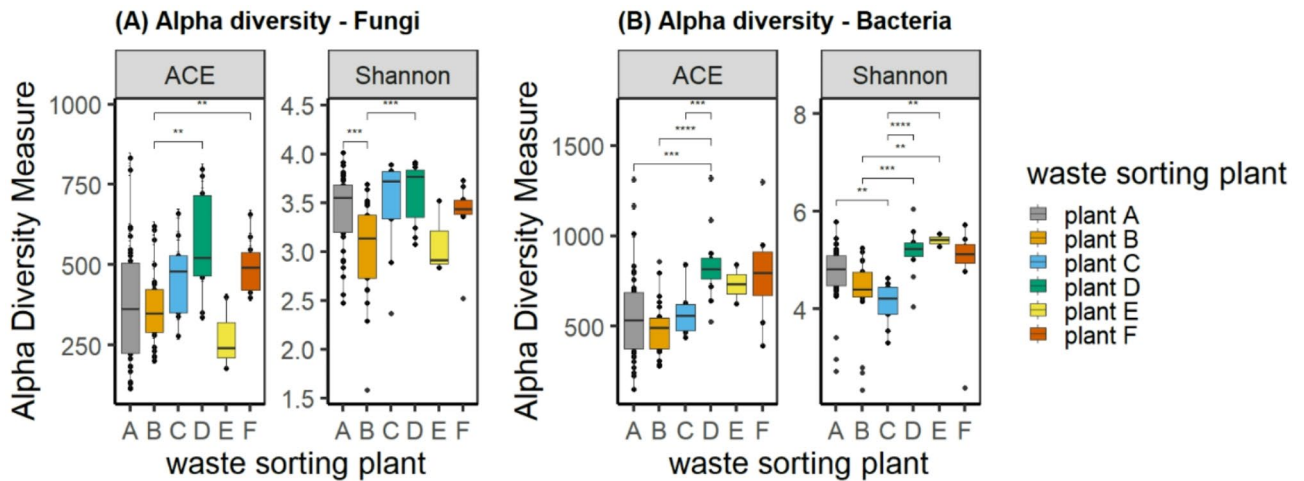 (A) Alpha diversity - Fungi
ACE
Shannon
Alpha Diversity Measure
1000
750
500
250
**
**
4.5
4.0
3.5
3.0
2.5
2.0
1.5
***
***
A B C D E F
A B C D E F
waste sorting plant
(B) Alpha diversity - Bacteria
ACE
Shannon
Alpha Diversity Measure
1500
1000
500
***
****
***
8
6
4
**
****
**
***
**
A B C D E F
A B C D E F
waste sorting plant
waste sorting plant
plant A
plant B
plant C
plant D
plant E
plant F